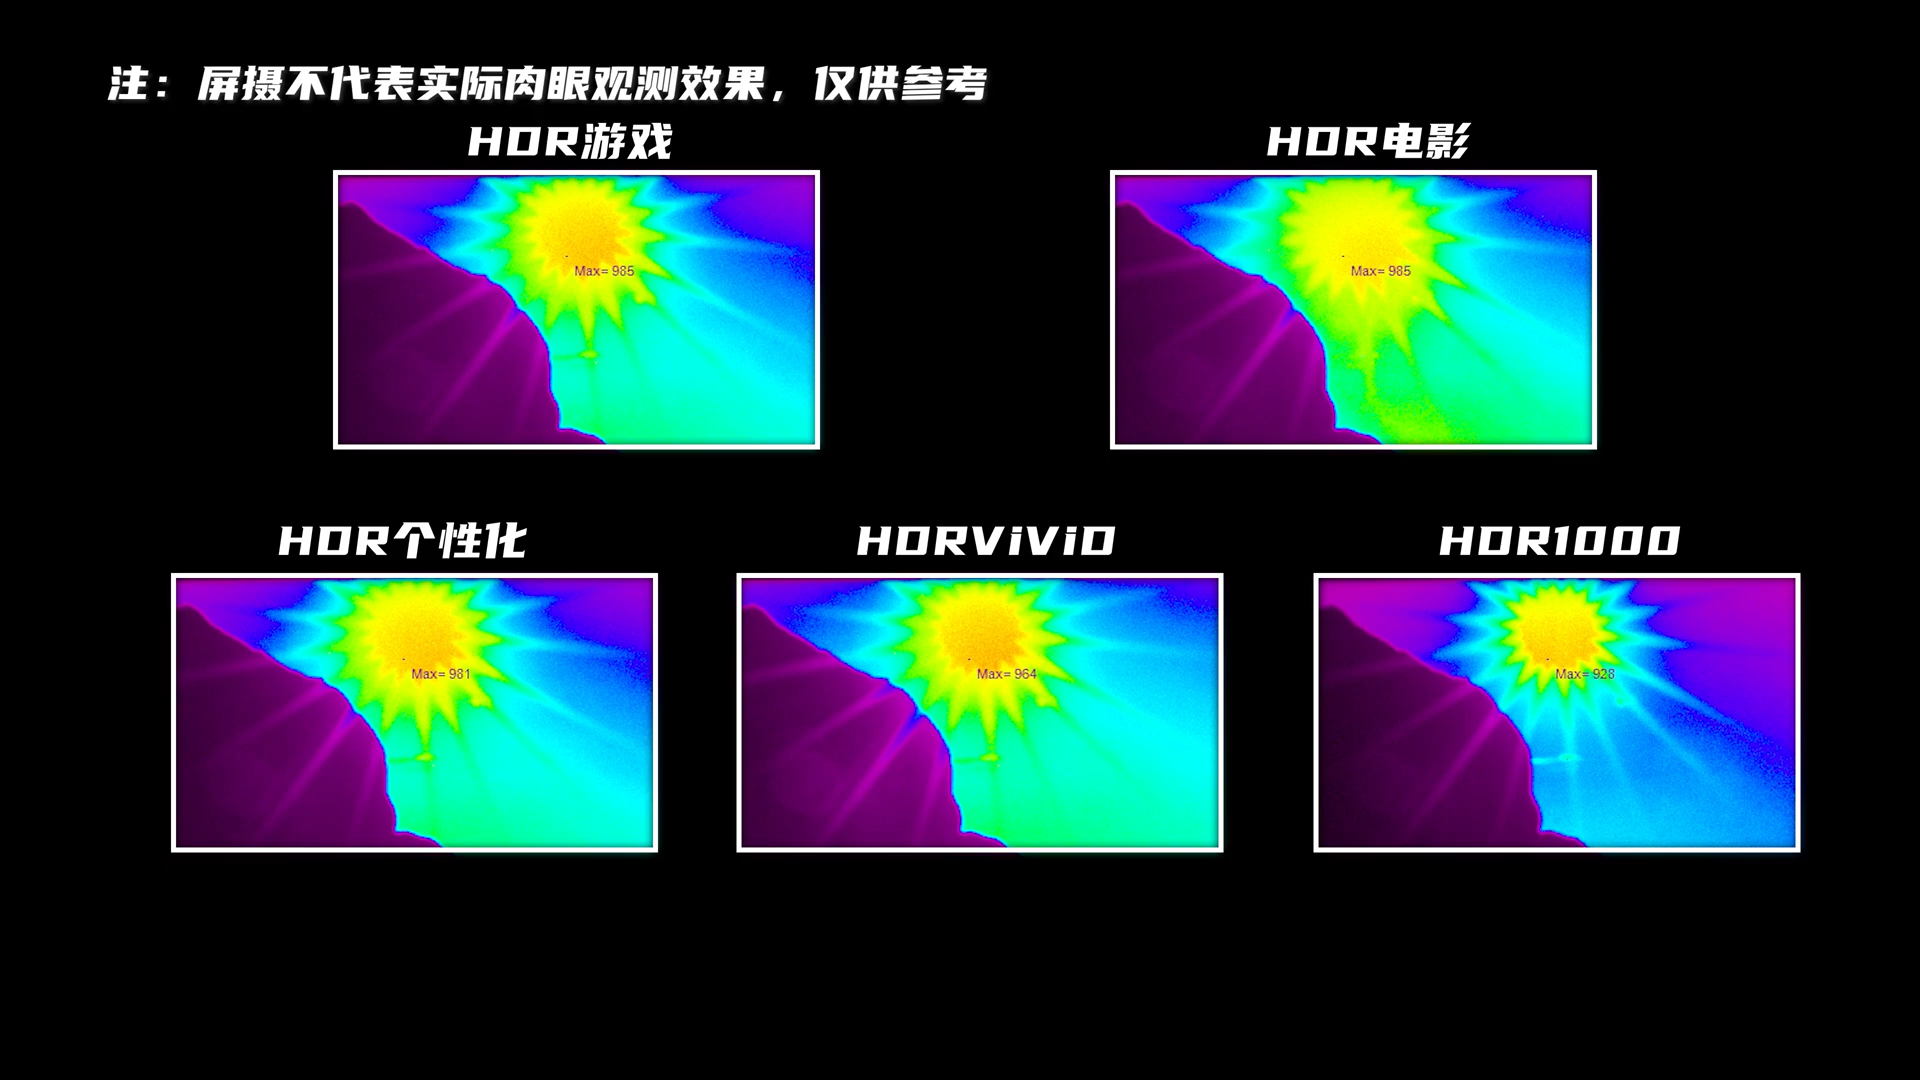 注：屏摄不代表实际肉眼观测效果，仅供参考
HDR游戏
HDR电影
Max= 985
Max= 985
HDR个性化
HDRViViD
HDR1000
Max= 981
Max= 964
Max= 928